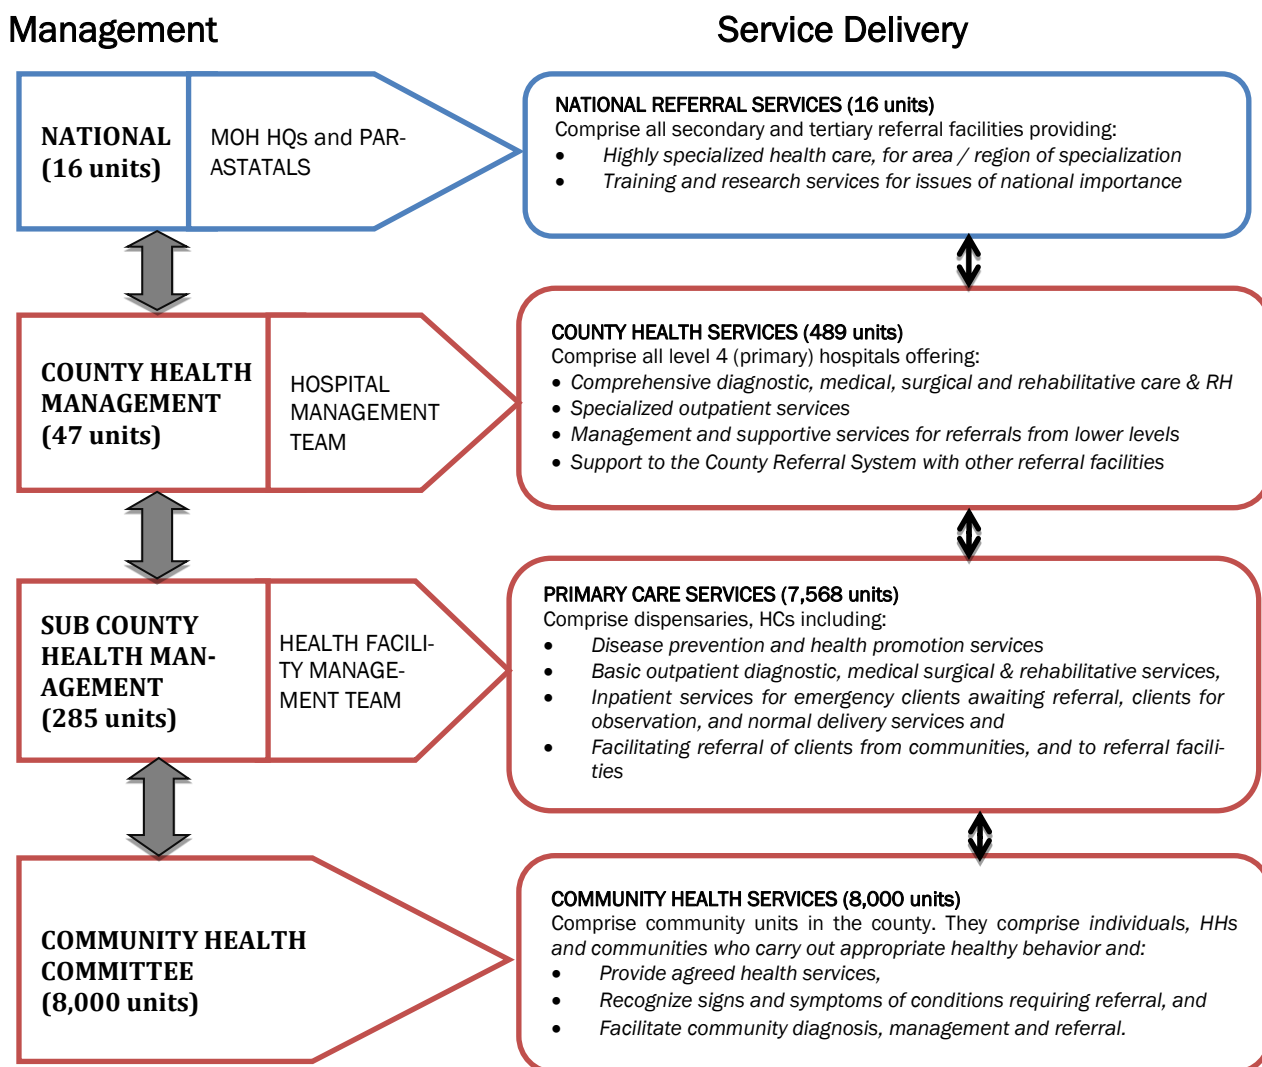 Management
Service Delivery
NATIONAL
(16 units)
MOH HQs and PAR-
ASTATALS
NATIONAL REFERRAL SERVICES (16 units)
Comprise all secondary and tertiary referral facilities providing:
• Highly specialized health care, for area / region of specialization
• Training and research services for issues of national importance
COUNTY HEALTH
MANAGEMENT
(47 units)
HOSPITAL
MANAGEMENT
TEAM
COUNTY HEALTH SERVICES (489 units)
Comprise all level 4 (primary) hospitals offering:
• Comprehensive diagnostic, medical, surgical and rehabilitative care & RH
• Specialized outpatient services
• Management and supportive services for referrals from lower levels
• Support to the County Referral System with other referral facilities
SUB COUNTY
HEALTH MAN-
AGEMENT
(285 units)
HEALTH FACILI-
TY MANAGE-
MENT TEAM
PRIMARY CARE SERVICES (7,568 units)
Comprise dispensaries, HCs including:
• Disease prevention and health promotion services
• Basic outpatient diagnostic, medical surgical & rehabilitative services,
• Inpatient services for emergency clients awaiting referral, clients for
observation, and normal delivery services and
• Facilitating referral of clients from communities, and to referral facili-
ties
COMMUNITY HEALTH
COMMITTEE
(8,000 units)
COMMUNITY HEALTH SERVICES (8,000 units)
Comprise community units in the county. They comprise individuals, HHs
and communities who carry out appropriate healthy behavior and:
• Provide agreed health services,
• Recognize signs and symptoms of conditions requiring referral, and
• Facilitate community diagnosis, management and referral.